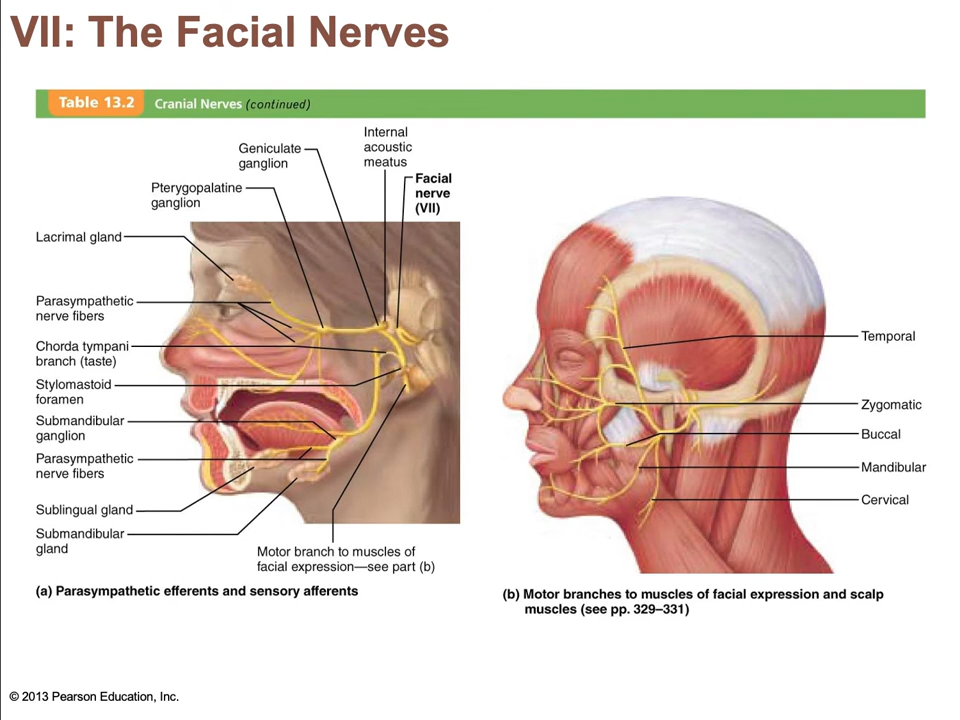 VII: The Facial Nerves
Table 13.2 Cranial Nerves (continued)
Internal
acoustic
meatus
Geniculate
ganglion
Facial
nerve
(VII)
Pterygopalatine
ganglion
Lacrimal gland
Parasympathetic
nerve fibers
Chorda tympani
branch (taste)
Stylomastoid
foramen
Submandibular
ganglion
Parasympathetic
nerve fibers
Sublingual gland
Submandibular
gland
Motor branch to muscles of
facial expression—see part (b)
(a) Parasympathetic efferents and sensory afferents
Temporal
Zygomatic
Buccal
Mandibular
Cervical
(b) Motor branches to muscles of facial expression and scalp
muscles (see pp. 329–331)
© 2013 Pearson Education, Inc.